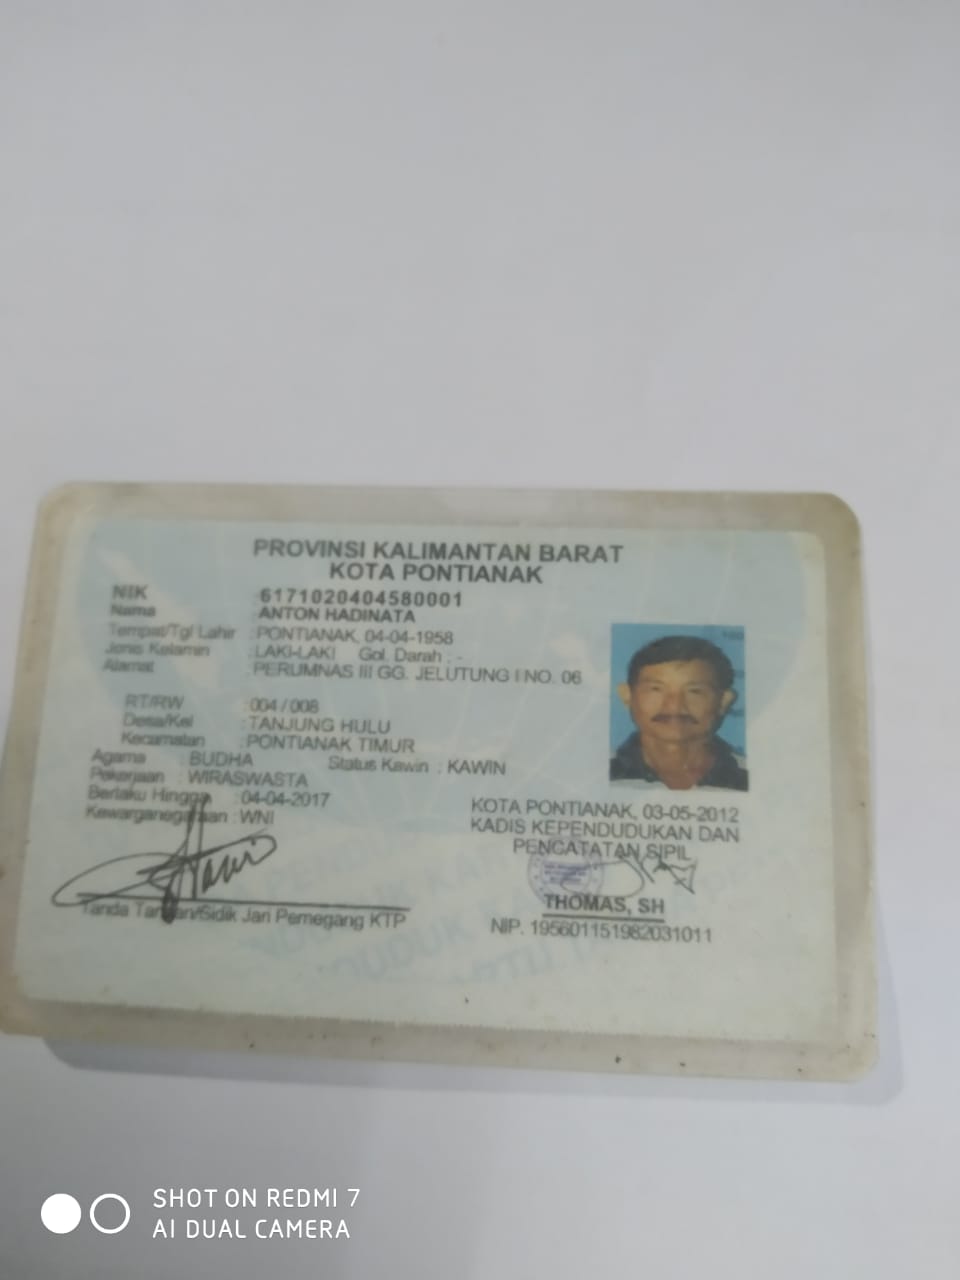 PROVINSI KALIMANTAN BARAT
KOTA PONTIANAK
NIK : 6171020404580001
Nama : ANTON HADINATA
Tempat/Tgl Lahir : PONTIANAK, 04-04-1958
Jenis Kelamin : LAKI-LAKI Gol. Darah : -
Alamat : PERUMNAS III GG. JELUTUNG I NO. 06
RT/RW : 004 / 008
Desa/Kel : TANJUNG HULU
Kecamatan : PONTIANAK TIMUR
Agama : BUDHA Status Kawin : KAWIN
Pekerjaan : WIRASWASTA
Berlaku Hingga : 04-04-2017
Kewarganegaraan : WNI
KOTA PONTIANAK, 03-05-2012
KADIS KEPENDUDUKAN DAN
PENCATATAN SIPIL
Tanda Tangan/Sidik Jari Pemegang KTP
THOMAS, SH
NIP. 195601151982031011
SHOT ON REDMI 7
AI DUAL CAMERA